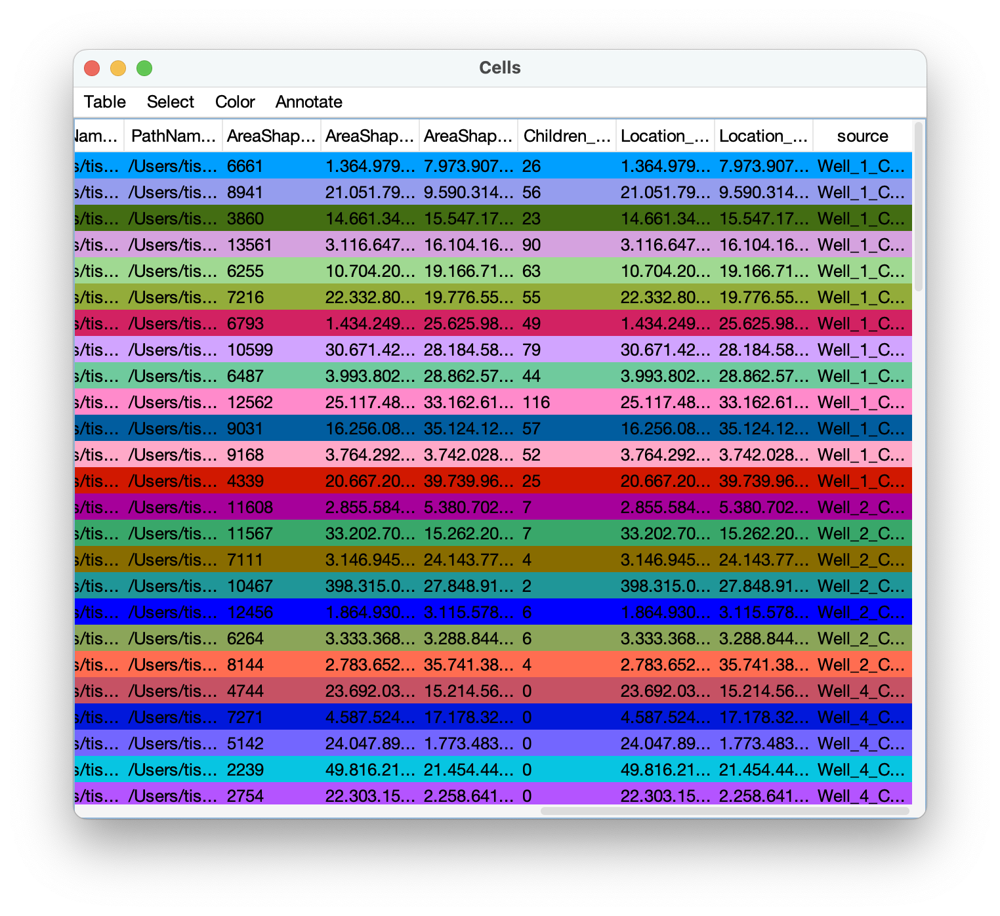 Cells
Table Select Color Annotate
Nam... PathNam... AreaShap... AreaShap... AreaShap... Children_... Location_... Location_... source
s/tis... /Users/tis... 6661 1.364.979... 7.973.907... 26 1.364.979... 7.973.907... Well_1_C...
s/tis... /Users/tis... 8941 21.051.79... 9.590.314... 56 21.051.79... 9.590.314... Well_1_C...
s/tis... /Users/tis... 3860 14.661.34... 15.547.17... 23 14.661.34... 15.547.17... Well_1_C...
s/tis... /Users/tis... 13561 3.116.647... 16.104.16... 90 3.116.647... 16.104.16... Well_1_C...
s/tis... /Users/tis... 6255 10.704.20... 19.166.71... 63 10.704.20... 19.166.71... Well_1_C...
s/tis... /Users/tis... 7216 22.332.80... 19.776.55... 55 22.332.80... 19.776.55... Well_1_C...
s/tis... /Users/tis... 6793 1.434.249... 25.625.98... 49 1.434.249... 25.625.98... Well_1_C...
s/tis... /Users/tis... 10599 30.671.42... 28.184.58... 79 30.671.42... 28.184.58... Well_1_C...
s/tis... /Users/tis... 6487 3.993.802... 28.862.57... 44 3.993.802... 28.862.57... Well_1_C...
s/tis... /Users/tis... 12562 25.117.48... 33.162.61... 116 25.117.48... 33.162.61... Well_1_C...
s/tis... /Users/tis... 9031 16.256.08... 35.124.12... 57 16.256.08... 35.124.12... Well_1_C...
s/tis... /Users/tis... 9168 3.764.292... 3.742.028... 52 3.764.292... 3.742.028... Well_1_C...
s/tis... /Users/tis... 4339 20.667.20... 39.739.96... 25 20.667.20... 39.739.96... Well_1_C...
s/tis... /Users/tis... 11608 2.855.584... 5.380.702... 7 2.855.584... 5.380.702... Well_2_C...
s/tis... /Users/tis... 11567 33.202.70... 15.262.20... 7 33.202.70... 15.262.20... Well_2_C...
s/tis... /Users/tis... 7111 3.146.945... 24.143.77... 4 3.146.945... 24.143.77... Well_2_C...
s/tis... /Users/tis... 10467 398.315.0... 27.848.91... 2 398.315.0... 27.848.91... Well_2_C...
s/tis... /Users/tis... 12456 1.864.930... 3.115.578... 6 1.864.930... 3.115.578... Well_2_C...
s/tis... /Users/tis... 6264 3.333.368... 3.288.844... 6 3.333.368... 3.288.844... Well_2_C...
s/tis... /Users/tis... 8144 2.783.652... 35.741.38... 4 2.783.652... 35.741.38... Well_2_C...
s/tis... /Users/tis... 4744 23.692.03... 15.214.56... 0 23.692.03... 15.214.56... Well_4_C...
s/tis... /Users/tis... 7271 4.587.524... 17.178.32... 0 4.587.524... 17.178.32... Well_4_C...
s/tis... /Users/tis... 5142 24.047.89... 1.773.483... 0 24.047.89... 1.773.483... Well_4_C...
s/tis... /Users/tis... 2239 49.816.21... 21.454.44... 0 49.816.21... 21.454.44... Well_4_C...
s/tis... /Users/tis... 2754 22.303.15... 2.258.641... 0 22.303.15... 2.258.641... Well_4_C...